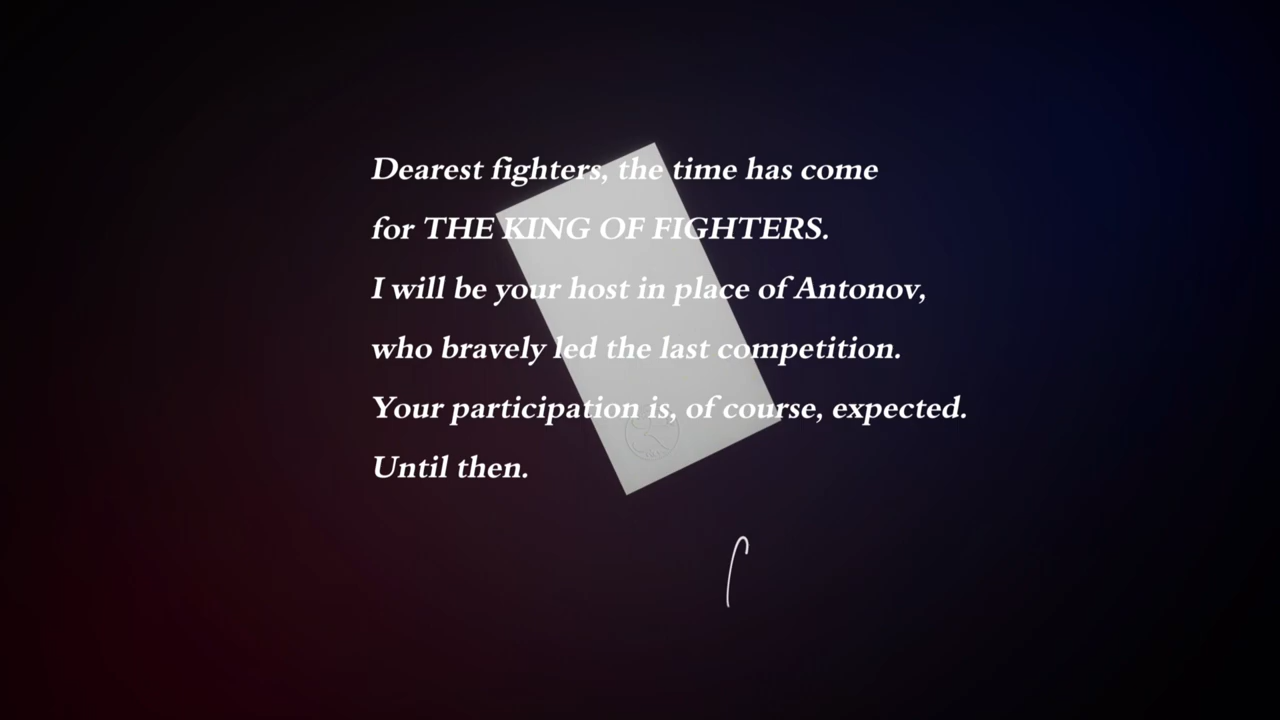 Dearest fighters, the time has come
for THE KING OF FIGHTERS.
I will be your host in place of Antonov,
who bravely led the last competition.
Your participation is, of course, expected.
Until then.